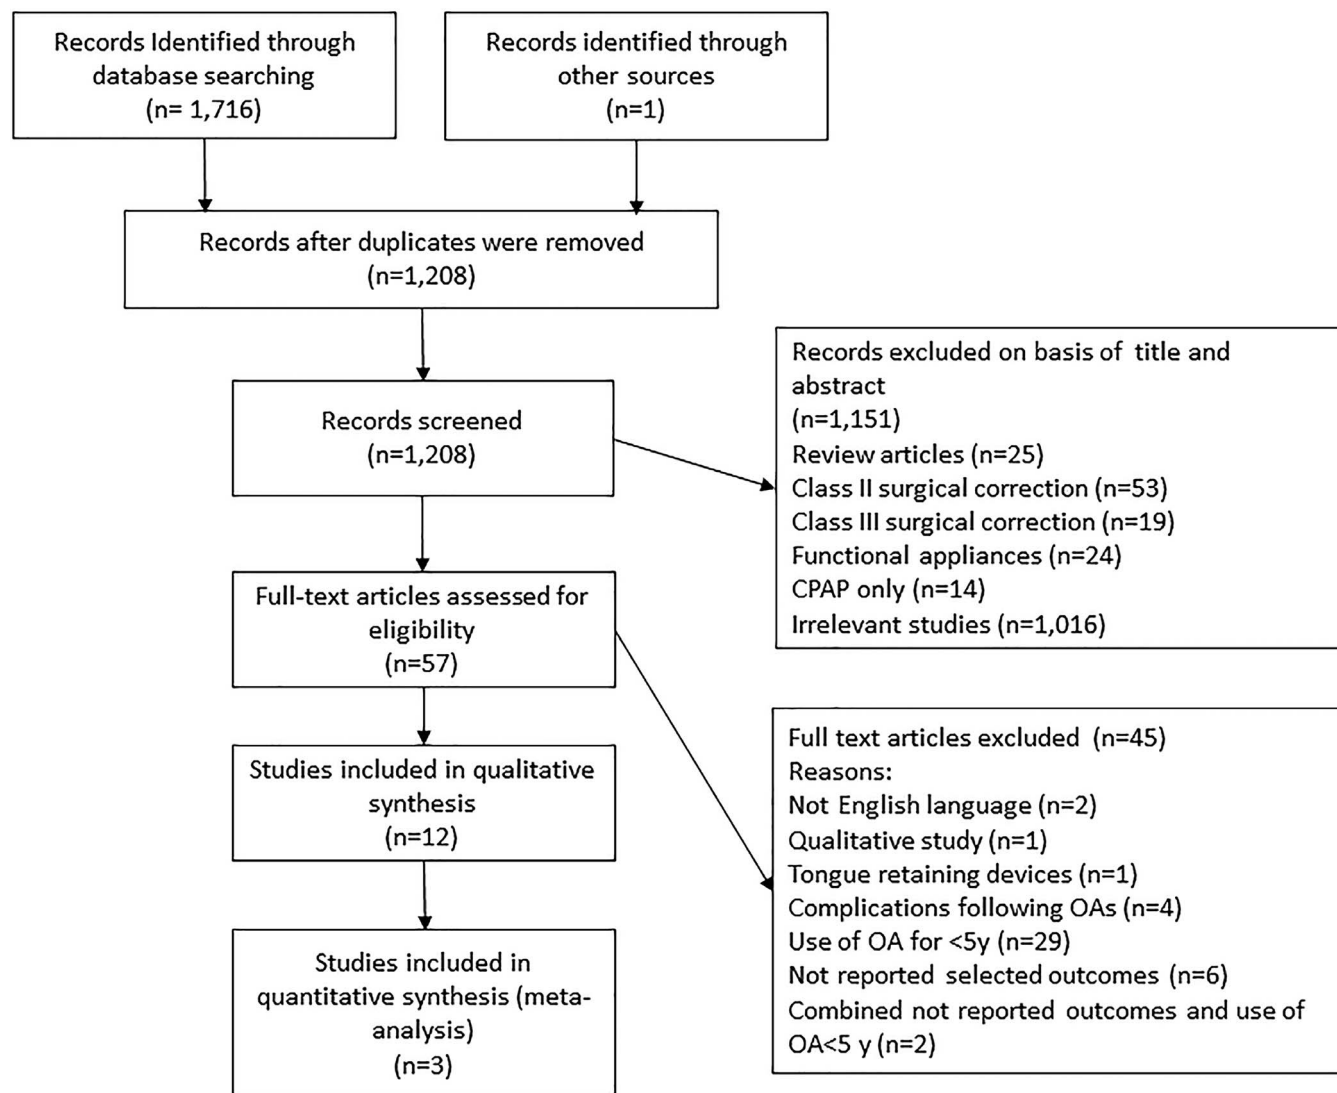 Records Identified through
database searching
(n= 1,716)
Records identified through
other sources
(n=1)
Records after duplicates were removed
(n=1,208)
Records screened
(n=1,208)
Records excluded on basis of title and
abstract
(n=1,151)
Review articles (n=25)
Class II surgical correction (n=53)
Class III surgical correction (n=19)
Functional appliances (n=24)
CPAP only (n=14)
Irrelevant studies (n=1,016)
Full-text articles assessed for
eligibility
(n=57)
Full text articles excluded (n=45)
Reasons:
Not English language (n=2)
Qualitative study (n=1)
Tongue retaining devices (n=1)
Complications following OAs (n=4)
Use of OA for <5y (n=29)
Not reported selected outcomes (n=6)
Combined not reported outcomes and use of
OA<5 y (n=2)
Studies included in qualitative
synthesis
(n=12)
Studies included in
quantitative synthesis (meta-
analysis)
(n=3)